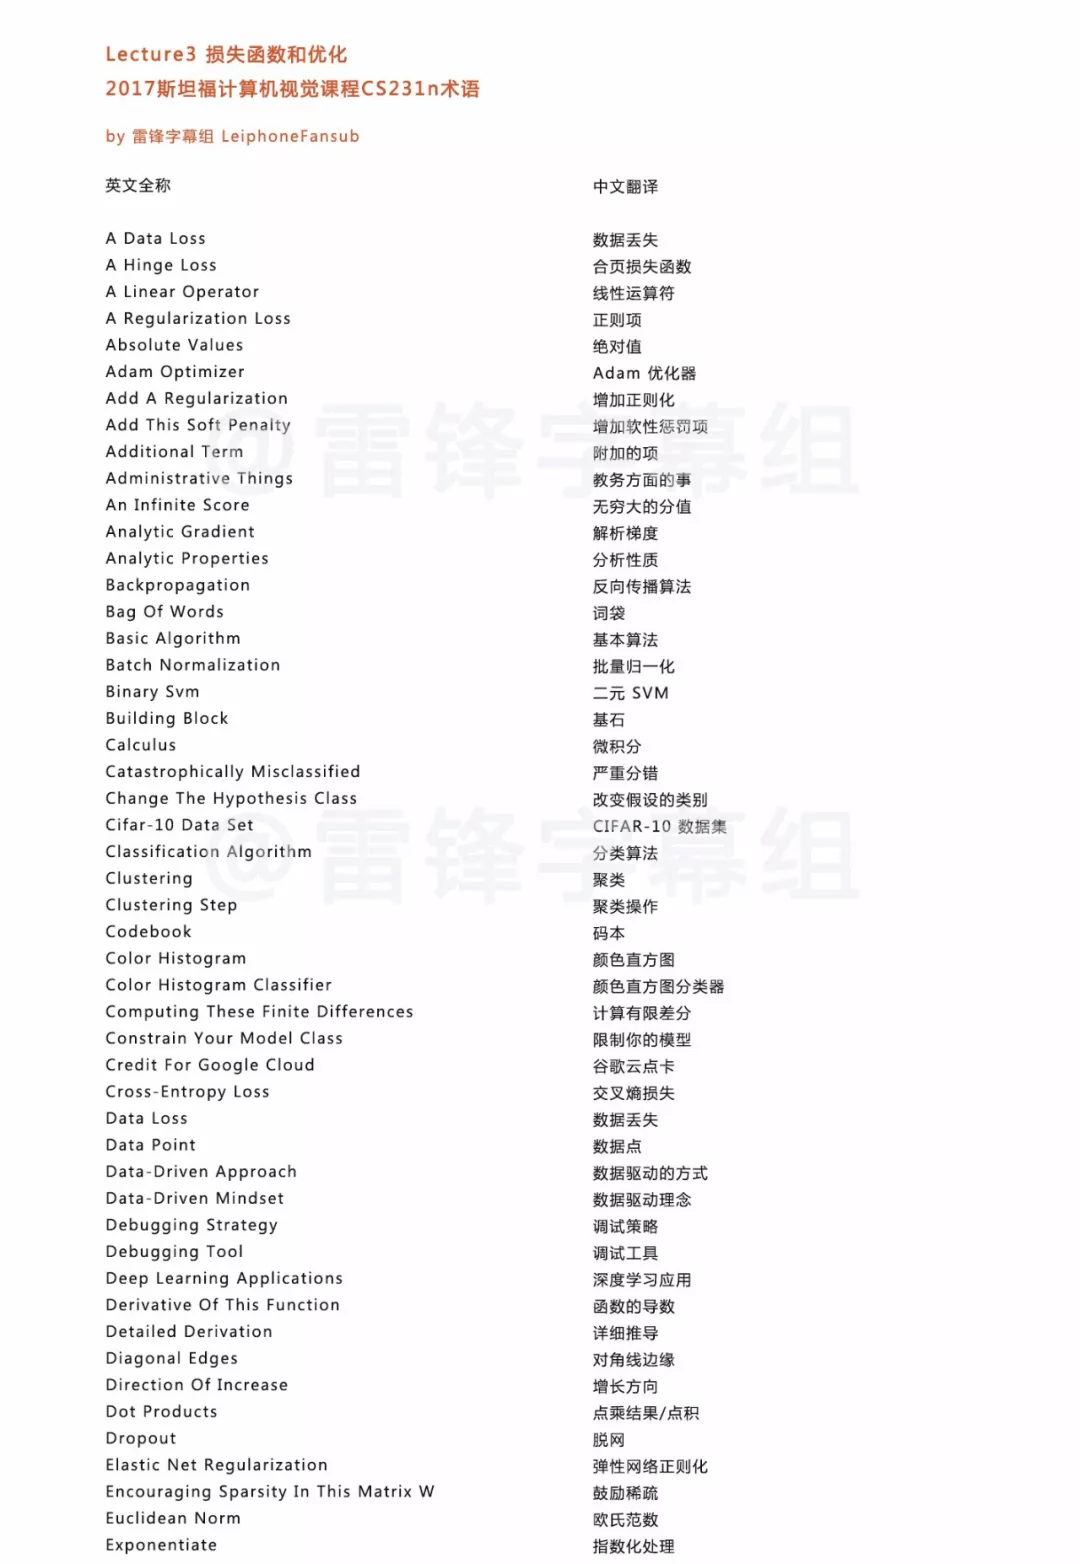 Lecture3 损失函数和优化
2017斯坦福计算机视觉课程CS231n术语
by 雷锋字幕组 LeiphoneFansub
英文全称 中文翻译
A Data Loss 数据丢失
A Hinge Loss 合页损失函数
A Linear Operator 线性运算符
A Regularization Loss 正则项
Absolute Values 绝对值
Adam Optimizer Adam 优化器
Add A Regularization 增加正则化
Add This Soft Penalty 增加软性惩罚项
Additional Term 附加的项
Administrative Things 教务方面的事
An Infinite Score 无穷大的分值
Analytic Gradient 解析梯度
Analytic Properties 分析性质
Backpropagation 反向传播算法
Bag Of Words 词袋
Basic Algorithm 基本算法
Batch Normalization 批量归一化
Binary Svm 二元 SVM
Building Block 基石
Calculus 微积分
Catastrophically Misclassified 严重分错
Change The Hypothesis Class 改变假设的类别
Cifar-10 Data Set CIFAR-10 数据集
Classification Algorithm 分类算法
Clustering 聚类
Clustering Step 聚类操作
Codebook 码本
Color Histogram 颜色直方图
Color Histogram Classifier 颜色直方图分类器
Computing These Finite Differences 计算有限差分
Constrain Your Model Class 限制你的模型
Credit For Google Cloud 谷歌云点卡
Cross-Entropy Loss 交叉熵损失
Data Loss 数据丢失
Data Point 数据点
Data-Driven Approach 数据驱动的方式
Data-Driven Mindset 数据驱动理念
Debugging Strategy 调试策略
Debugging Tool 调试工具
Deep Learning Applications 深度学习应用
Derivative Of This Function 函数的导数
Detailed Derivation 详细推导
Diagonal Edges 对角线边缘
Direction Of Increase 增长方向
Dot Products 点乘结果/点积
Dropout 脱网
Elastic Net Regularization 弹性网络正则化
Encouraging Sparsity In This Matrix W 鼓励稀疏
Euclidean Norm 欧氏范数
Exponentiate 指数化处理
@雷锋字幕组
@雷锋字幕组